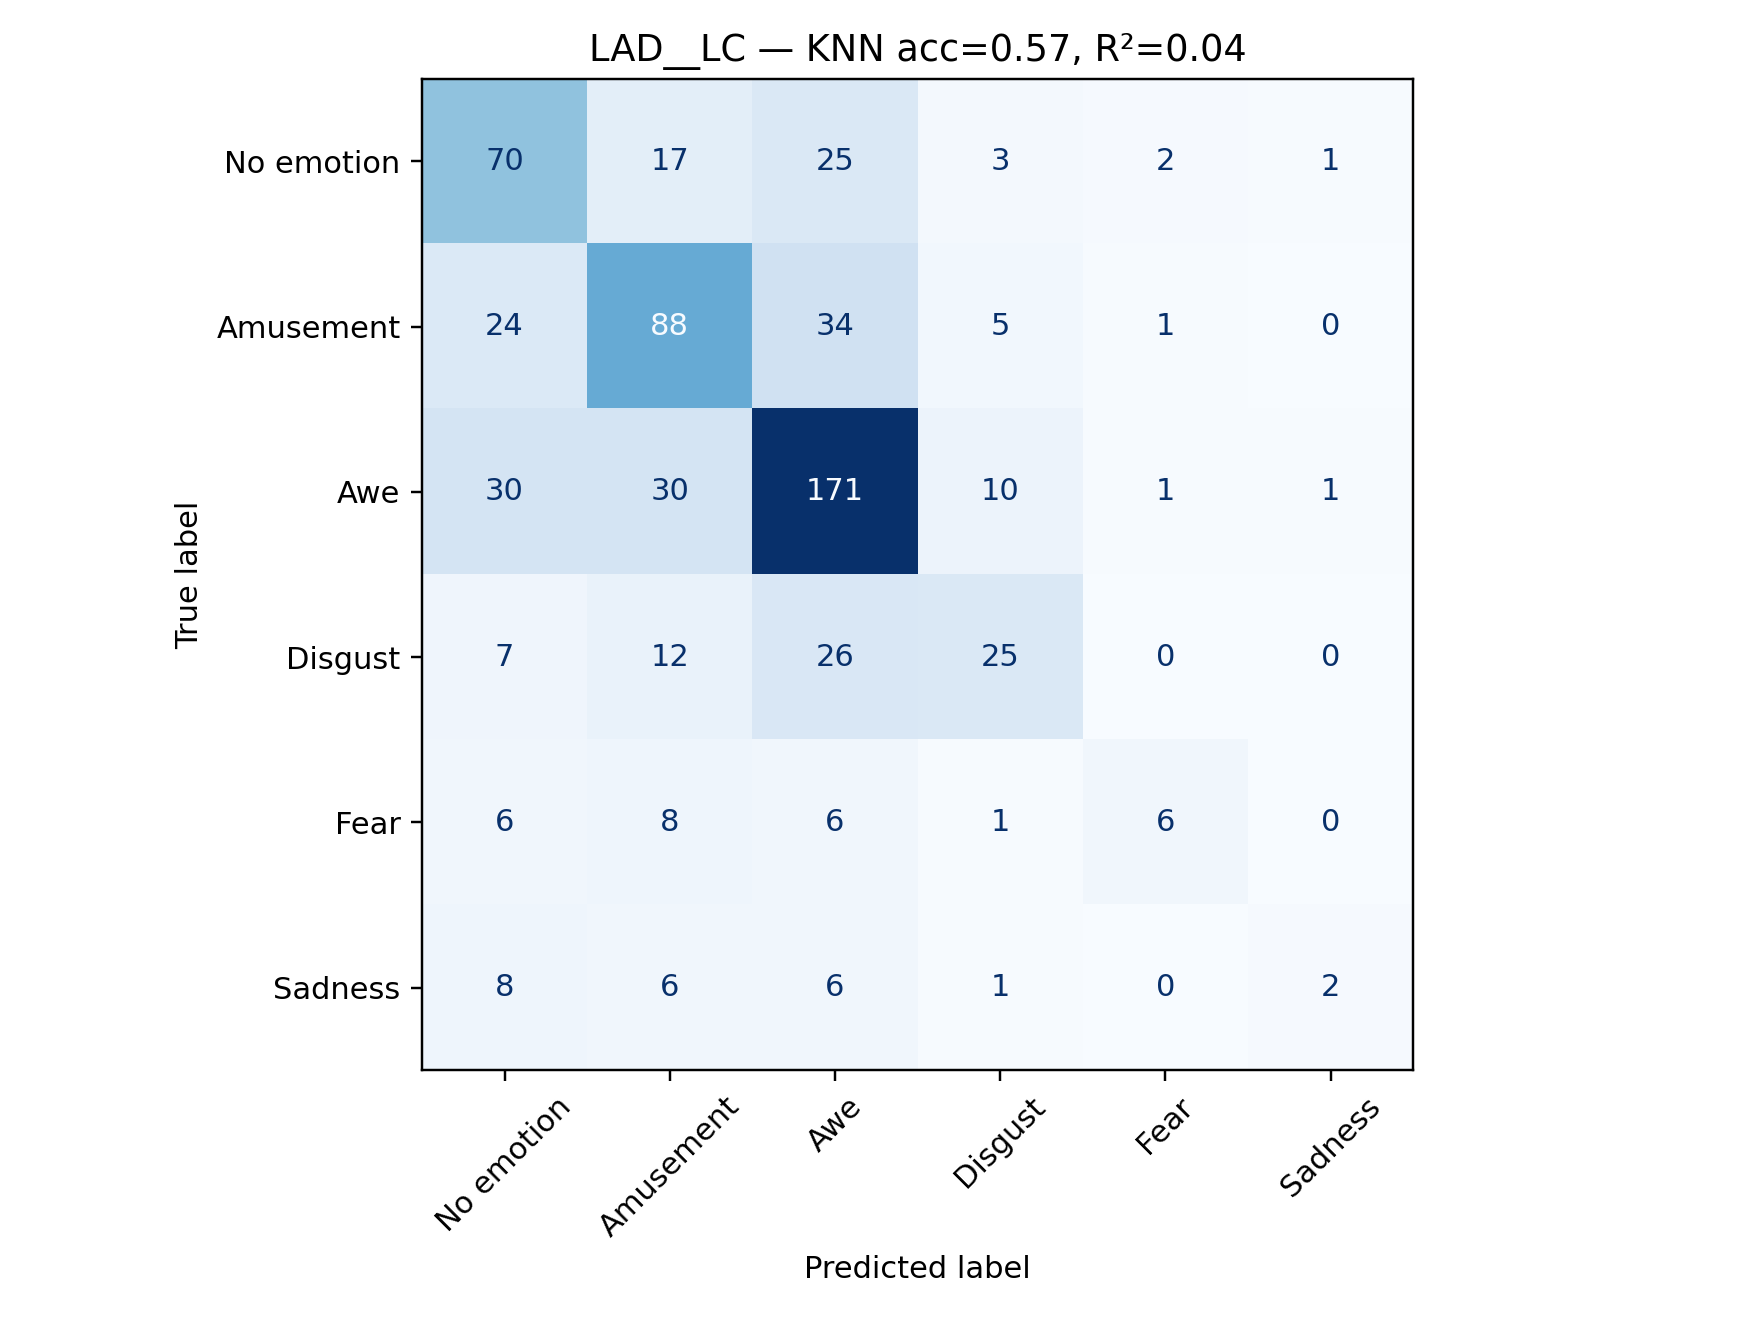 LAD__LC — KNN acc=0.57, R²=0.04
True label
No emotion 70 17 25 3 2 1
Amusement 24 88 34 5 1 0
Awe 30 30 171 10 1 1
Disgust 7 12 26 25 0 0
Fear 6 8 6 1 6 0
Sadness 8 6 6 1 0 2
No emotion Amusement Awe Disgust Fear Sadness
Predicted label